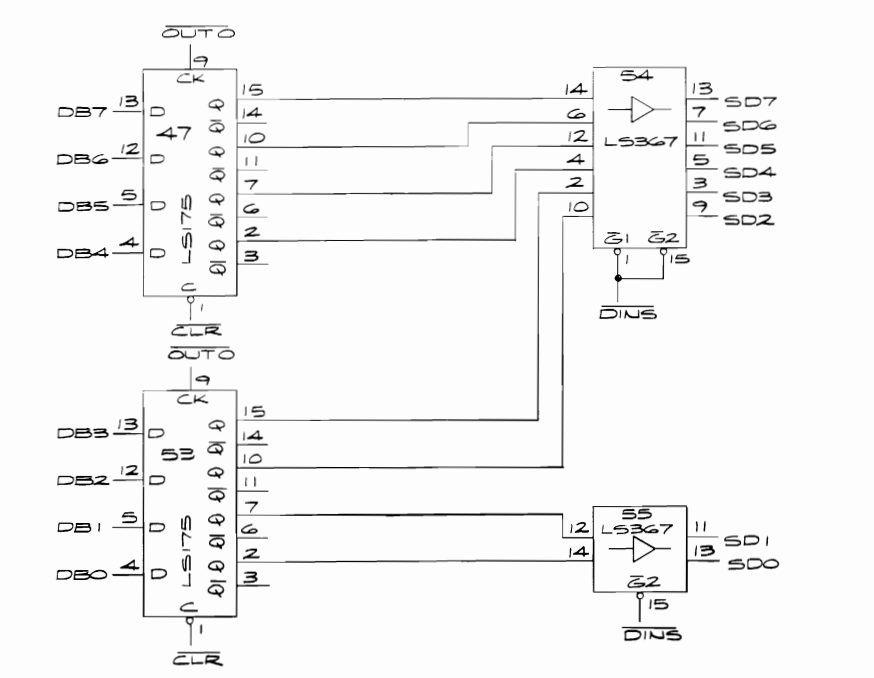 OUT0
9
CK
DB7 13 D Q 15
Q 14
47
DB6 12 D Q 10
Q 11
DB5 5 D Q 7
Q 6
LS175
DB4 4 D Q 2
Q 3
C
1
CLR
14 54 13 SD7
6 7 SD6
12 LS367 11 SD5
4 5 SD4
2 3 SD3
10 9 SD2
G1 G2
1 15
DINS
OUT0
9
CK
DB3 13 D Q 15
Q 14
53
DB2 12 D Q 10
Q 11
DB1 5 D Q 7
Q 6
LS175
DB0 4 D Q 2
Q 3
C
1
CLR
55
12 LS367 11 SD1
14 13 SD0
G2
15
DINS